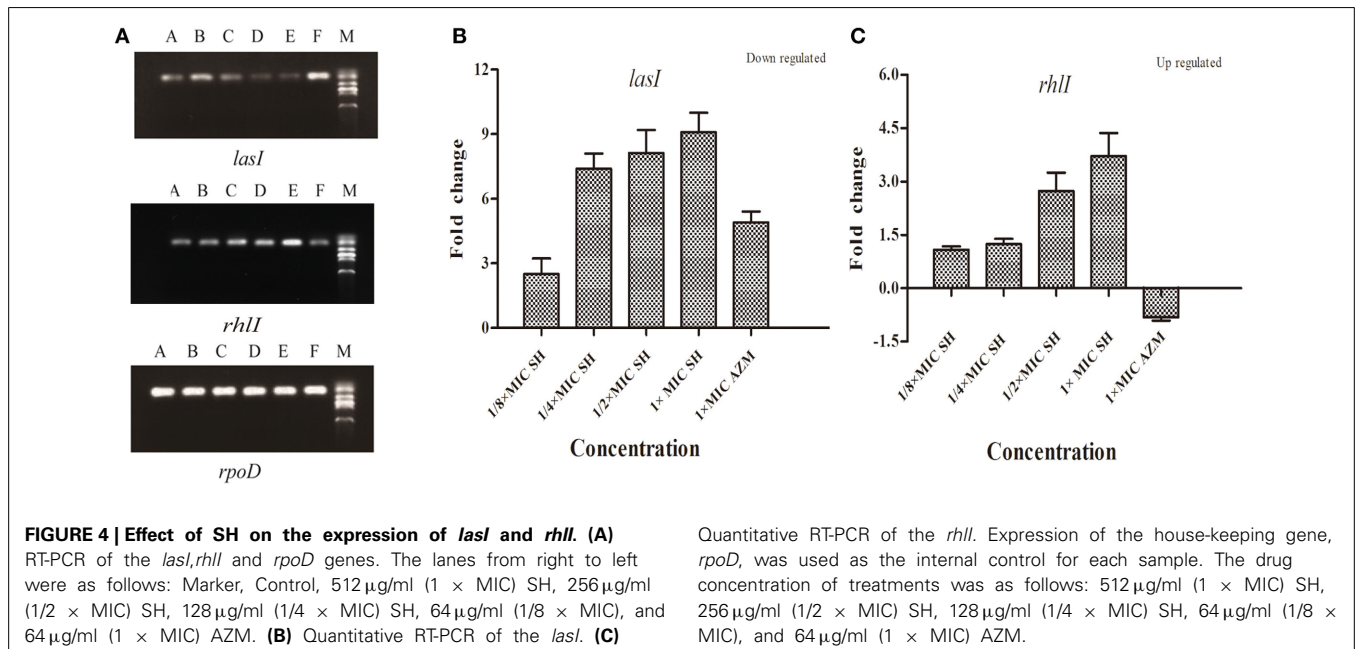 A
A B C D E F M
lasI
A B C D E F M
rhlI
A B C D E F M
rpoD
B
Down regulated
lasI
12
9
6
3
0
Fold change
1/8×MIC SH
1/4×MIC SH
1/2×MIC SH
1× MIC SH
1×MIC AZM
Concentration
C
Up regulated
rhlI
6.0
4.5
3.0
1.5
0.0
-1.5
Fold change
1/8×MIC SH
1/4×MIC SH
1/2×MIC SH
1× MIC SH
1×MIC AZM
Concentration
FIGURE 4 | Effect of SH on the expression of lasI and rhlI. (A)
RT-PCR of the lasI,rhlI and rpoD genes. The lanes from right to left
were as follows: Marker, Control, 512 μg/ml (1 × MIC) SH, 256 μg/ml
(1/2 × MIC) SH, 128 μg/ml (1/4 × MIC) SH, 64 μg/ml (1/8 × MIC), and
64 μg/ml (1 × MIC) AZM. (B) Quantitative RT-PCR of the lasI. (C)
Quantitative RT-PCR of the rhlI. Expression of the house-keeping gene,
rpoD, was used as the internal control for each sample. The drug
concentration of treatments was as follows: 512 μg/ml (1 × MIC) SH,
256 μg/ml (1/2 × MIC) SH, 128 μg/ml (1/4 × MIC) SH, 64 μg/ml (1/8 ×
MIC), and 64 μg/ml (1 × MIC) AZM.